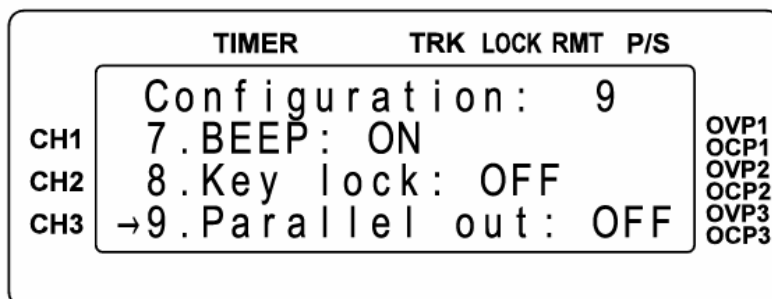 TIMER TRK LOCK RMT P/S
Configuration: 9
CH1 7.BEEP: ON OVP1
OCP1
CH2 8.Key lock: OFF OVP2
OCP2
CH3 →9.Parallel out: OFF OVP3
OCP3